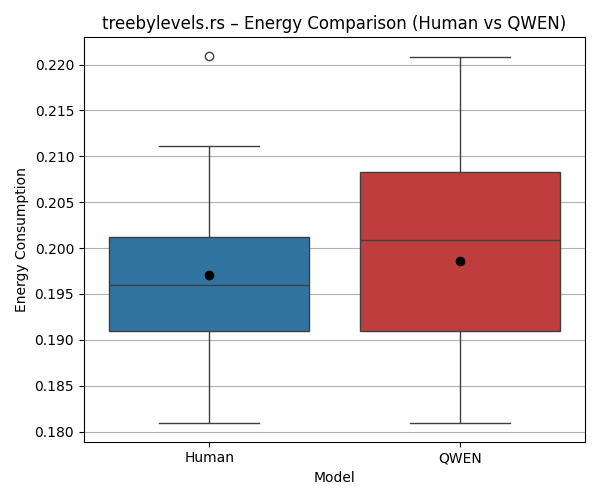 treebylevels.rs – Energy Comparison (Human vs QWEN)
Energy Consumption
0.220
0.215
0.210
0.205
0.200
0.195
0.190
0.185
0.180
Human QWEN
Model